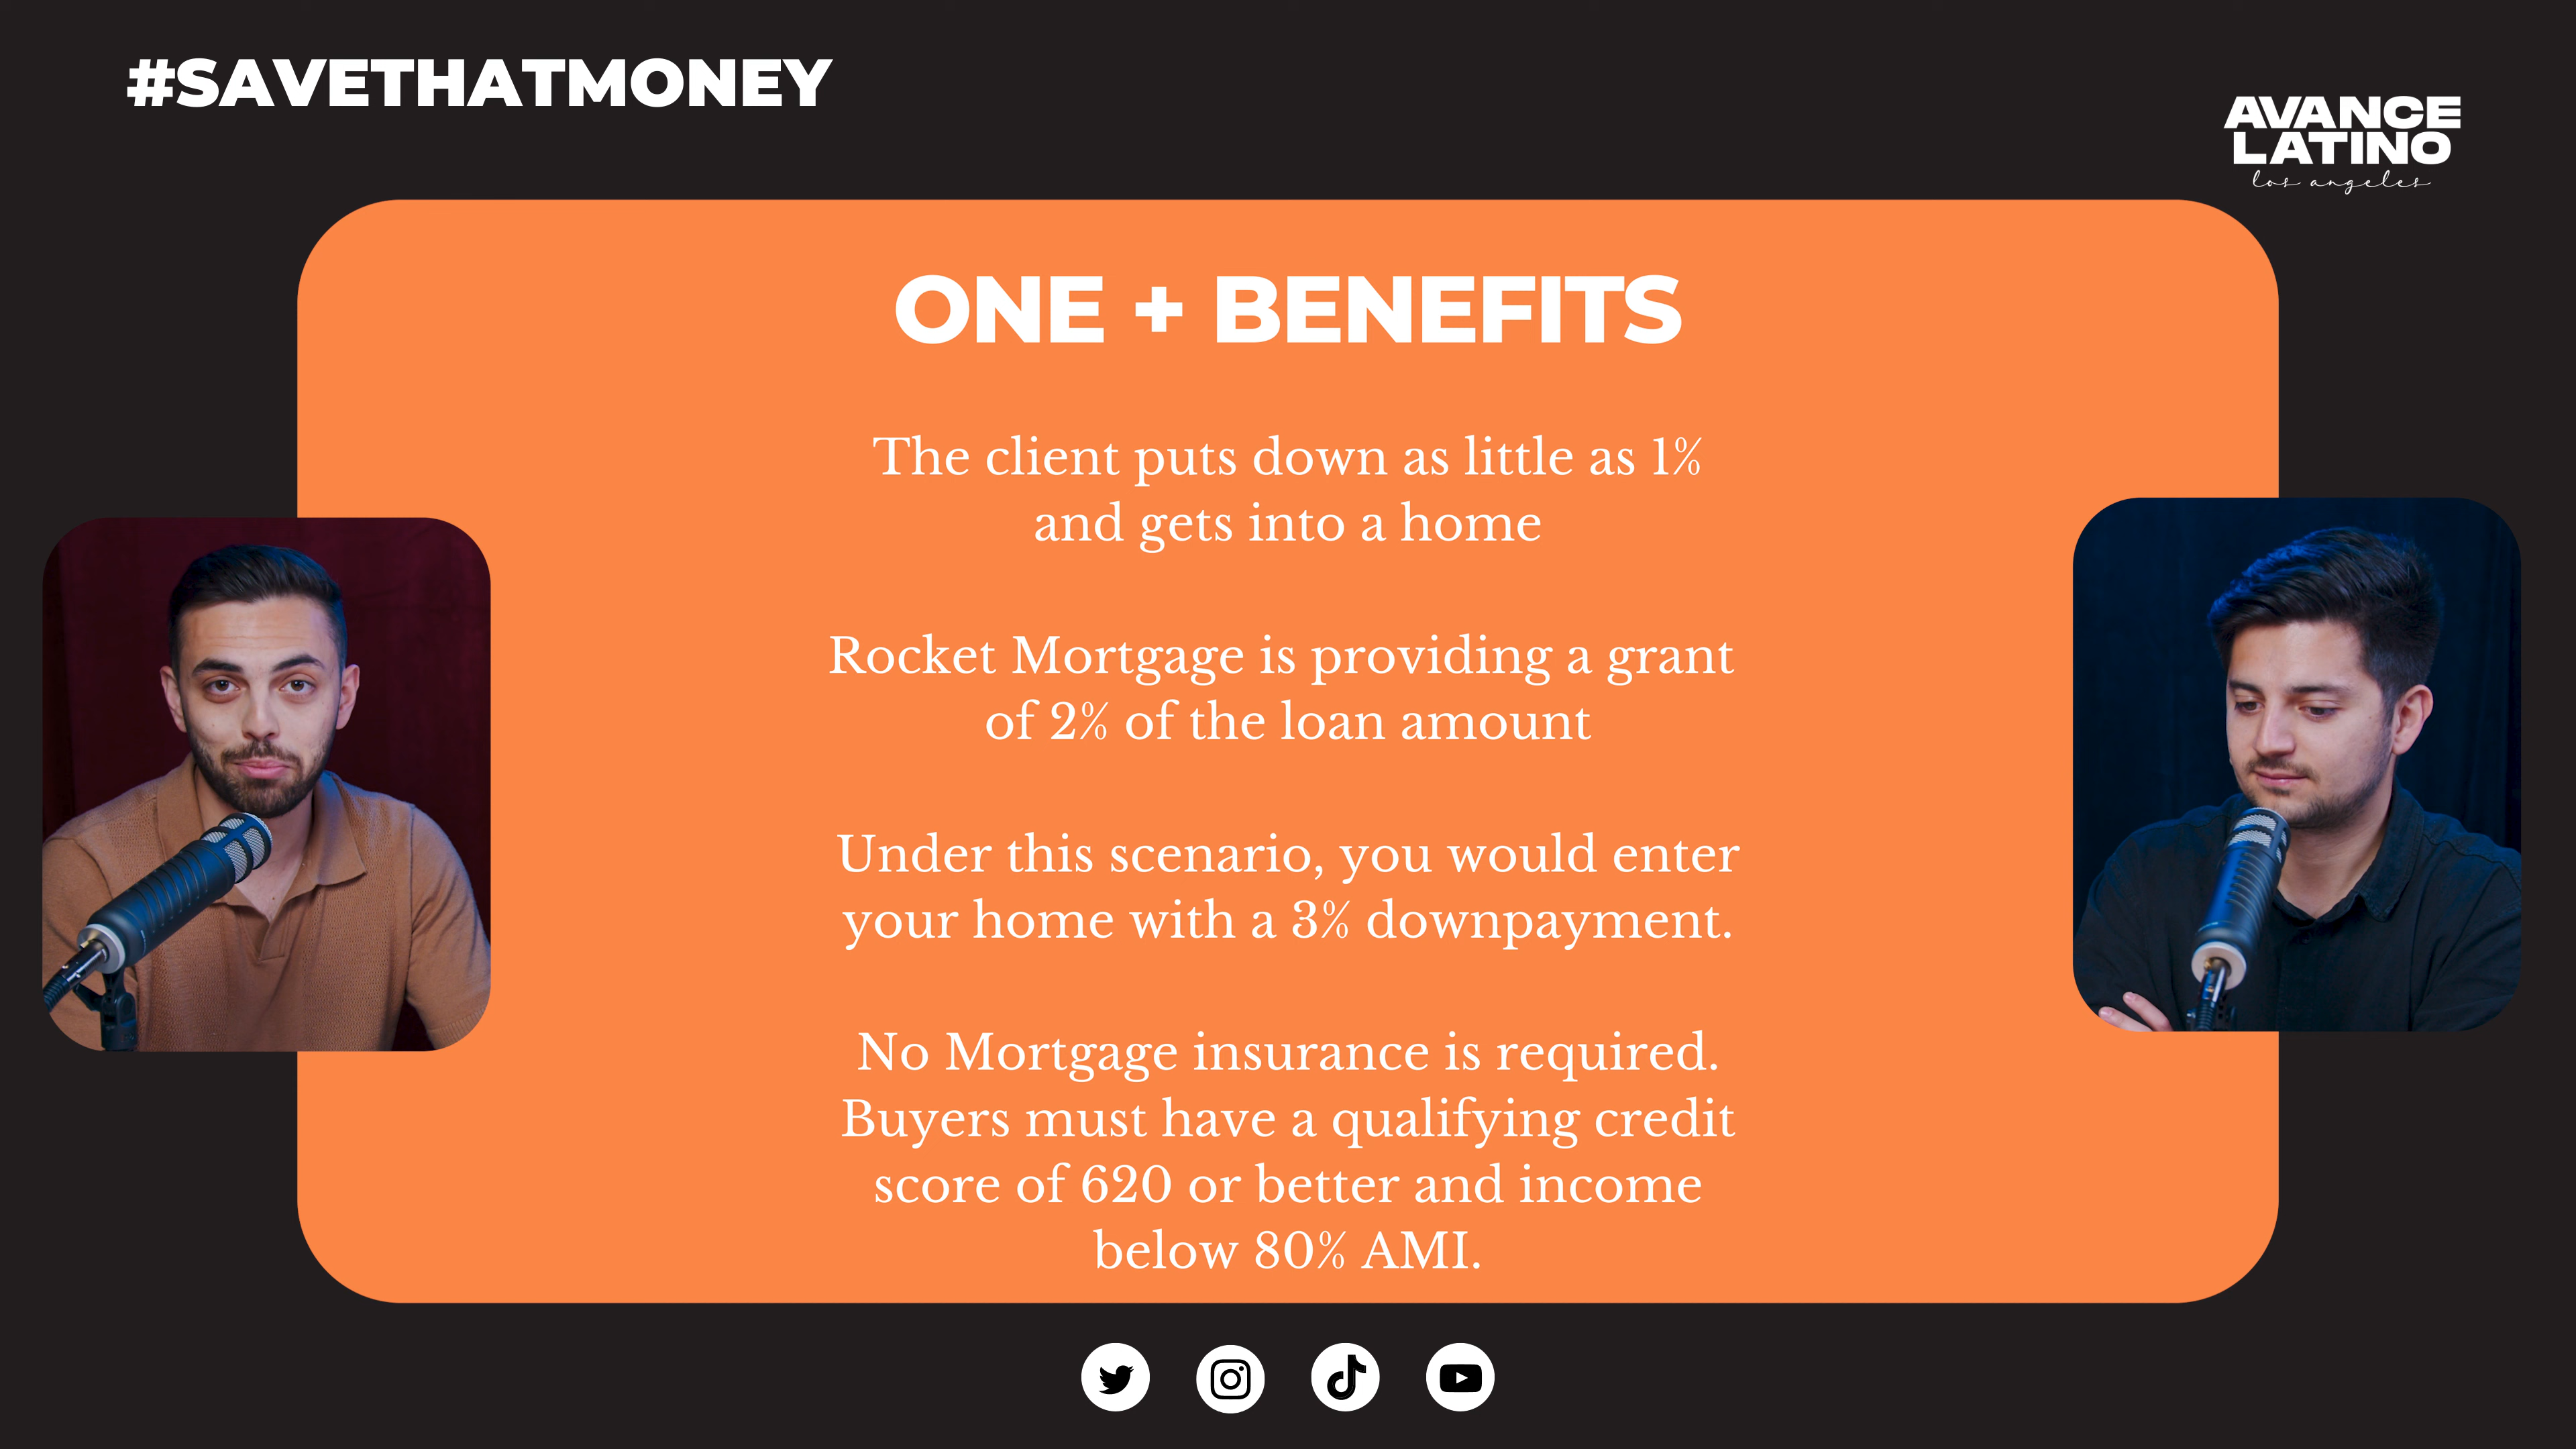 #SAVETHATMONEY
AVANCE
LATINO
los angeles
ONE + BENEFITS
The client puts down as little as 1%
and gets into a home
Rocket Mortgage is providing a grant
of 2% of the loan amount
Under this scenario, you would enter
your home with a 3% downpayment.
No Mortgage insurance is required.
Buyers must have a qualifying credit
score of 620 or better and income
below 80% AMI.